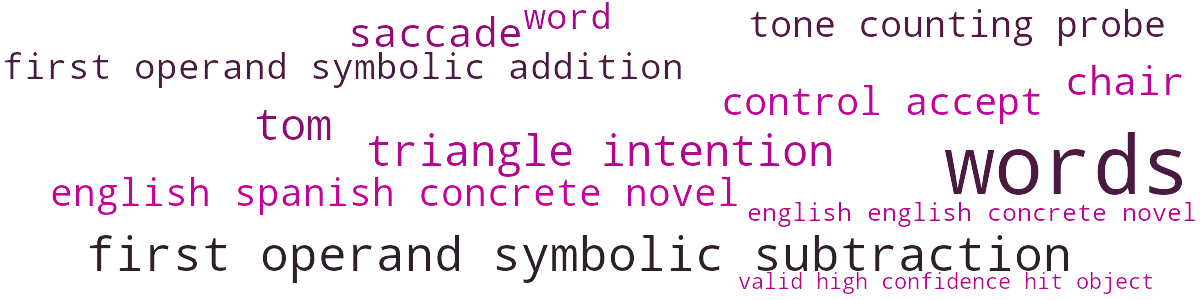 word
saccade
tone counting probe
first operand symbolic addition
chair
control accept
tom
triangle intention
words
english spanish concrete novel
english english concrete novel
first operand symbolic subtraction
valid high confidence hit object